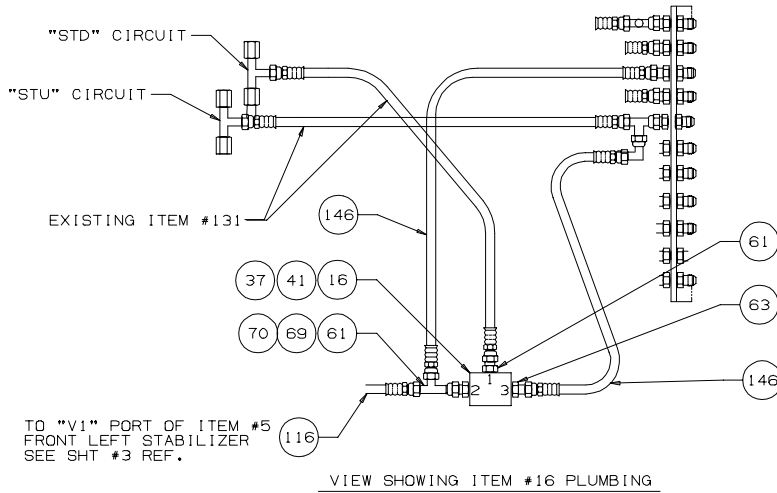 "STD" CIRCUIT
"STU" CIRCUIT
EXISTING ITEM #131
146
61
37 41 16
63
70 69 61
1
2 3
146
TO "V1" PORT OF ITEM #5
FRONT LEFT STABILIZER
SEE SHT #3 REF.
116
VIEW SHOWING ITEM #16 PLUMBING